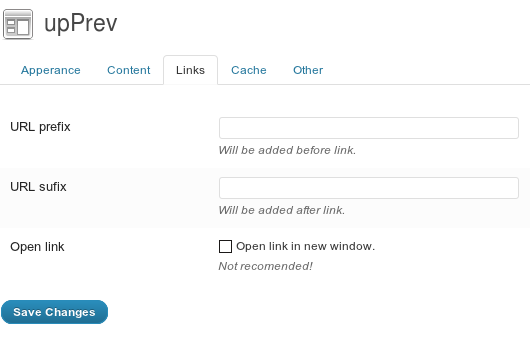 upPrev
Apperance Content Links Cache Other
URL prefix
Will be added before link.
URL sufix
Will be added after link.
Open link Open link in new window.
Not recomended!
Save Changes